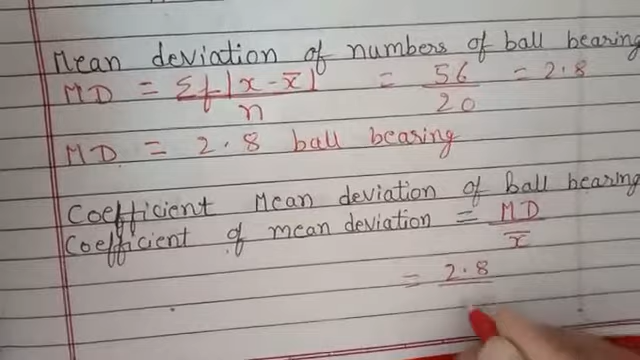 Mean deviation of numbers of ball bearing
MD = Σf|x-x̄| / n = 56 / 20 = 2.8
MD = 2.8 ball bearing
Coefficient Mean deviation of ball bearing
Coefficient of mean deviation = MD / x̄
= 2.8